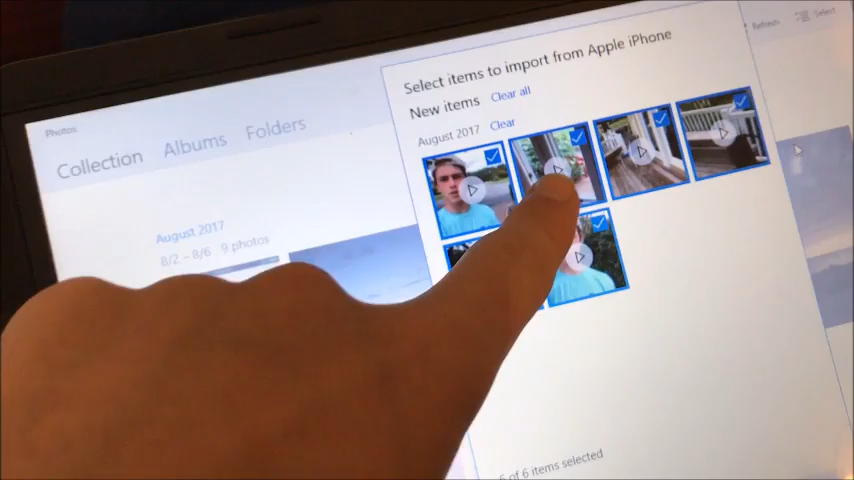 Photos
Refresh
Select
Select items to import from Apple iPhone
New items Clear all
August 2017 Clear
Collection Albums Folders
August 2017
8/2 – 8/6 9 photos
of 6 items selected